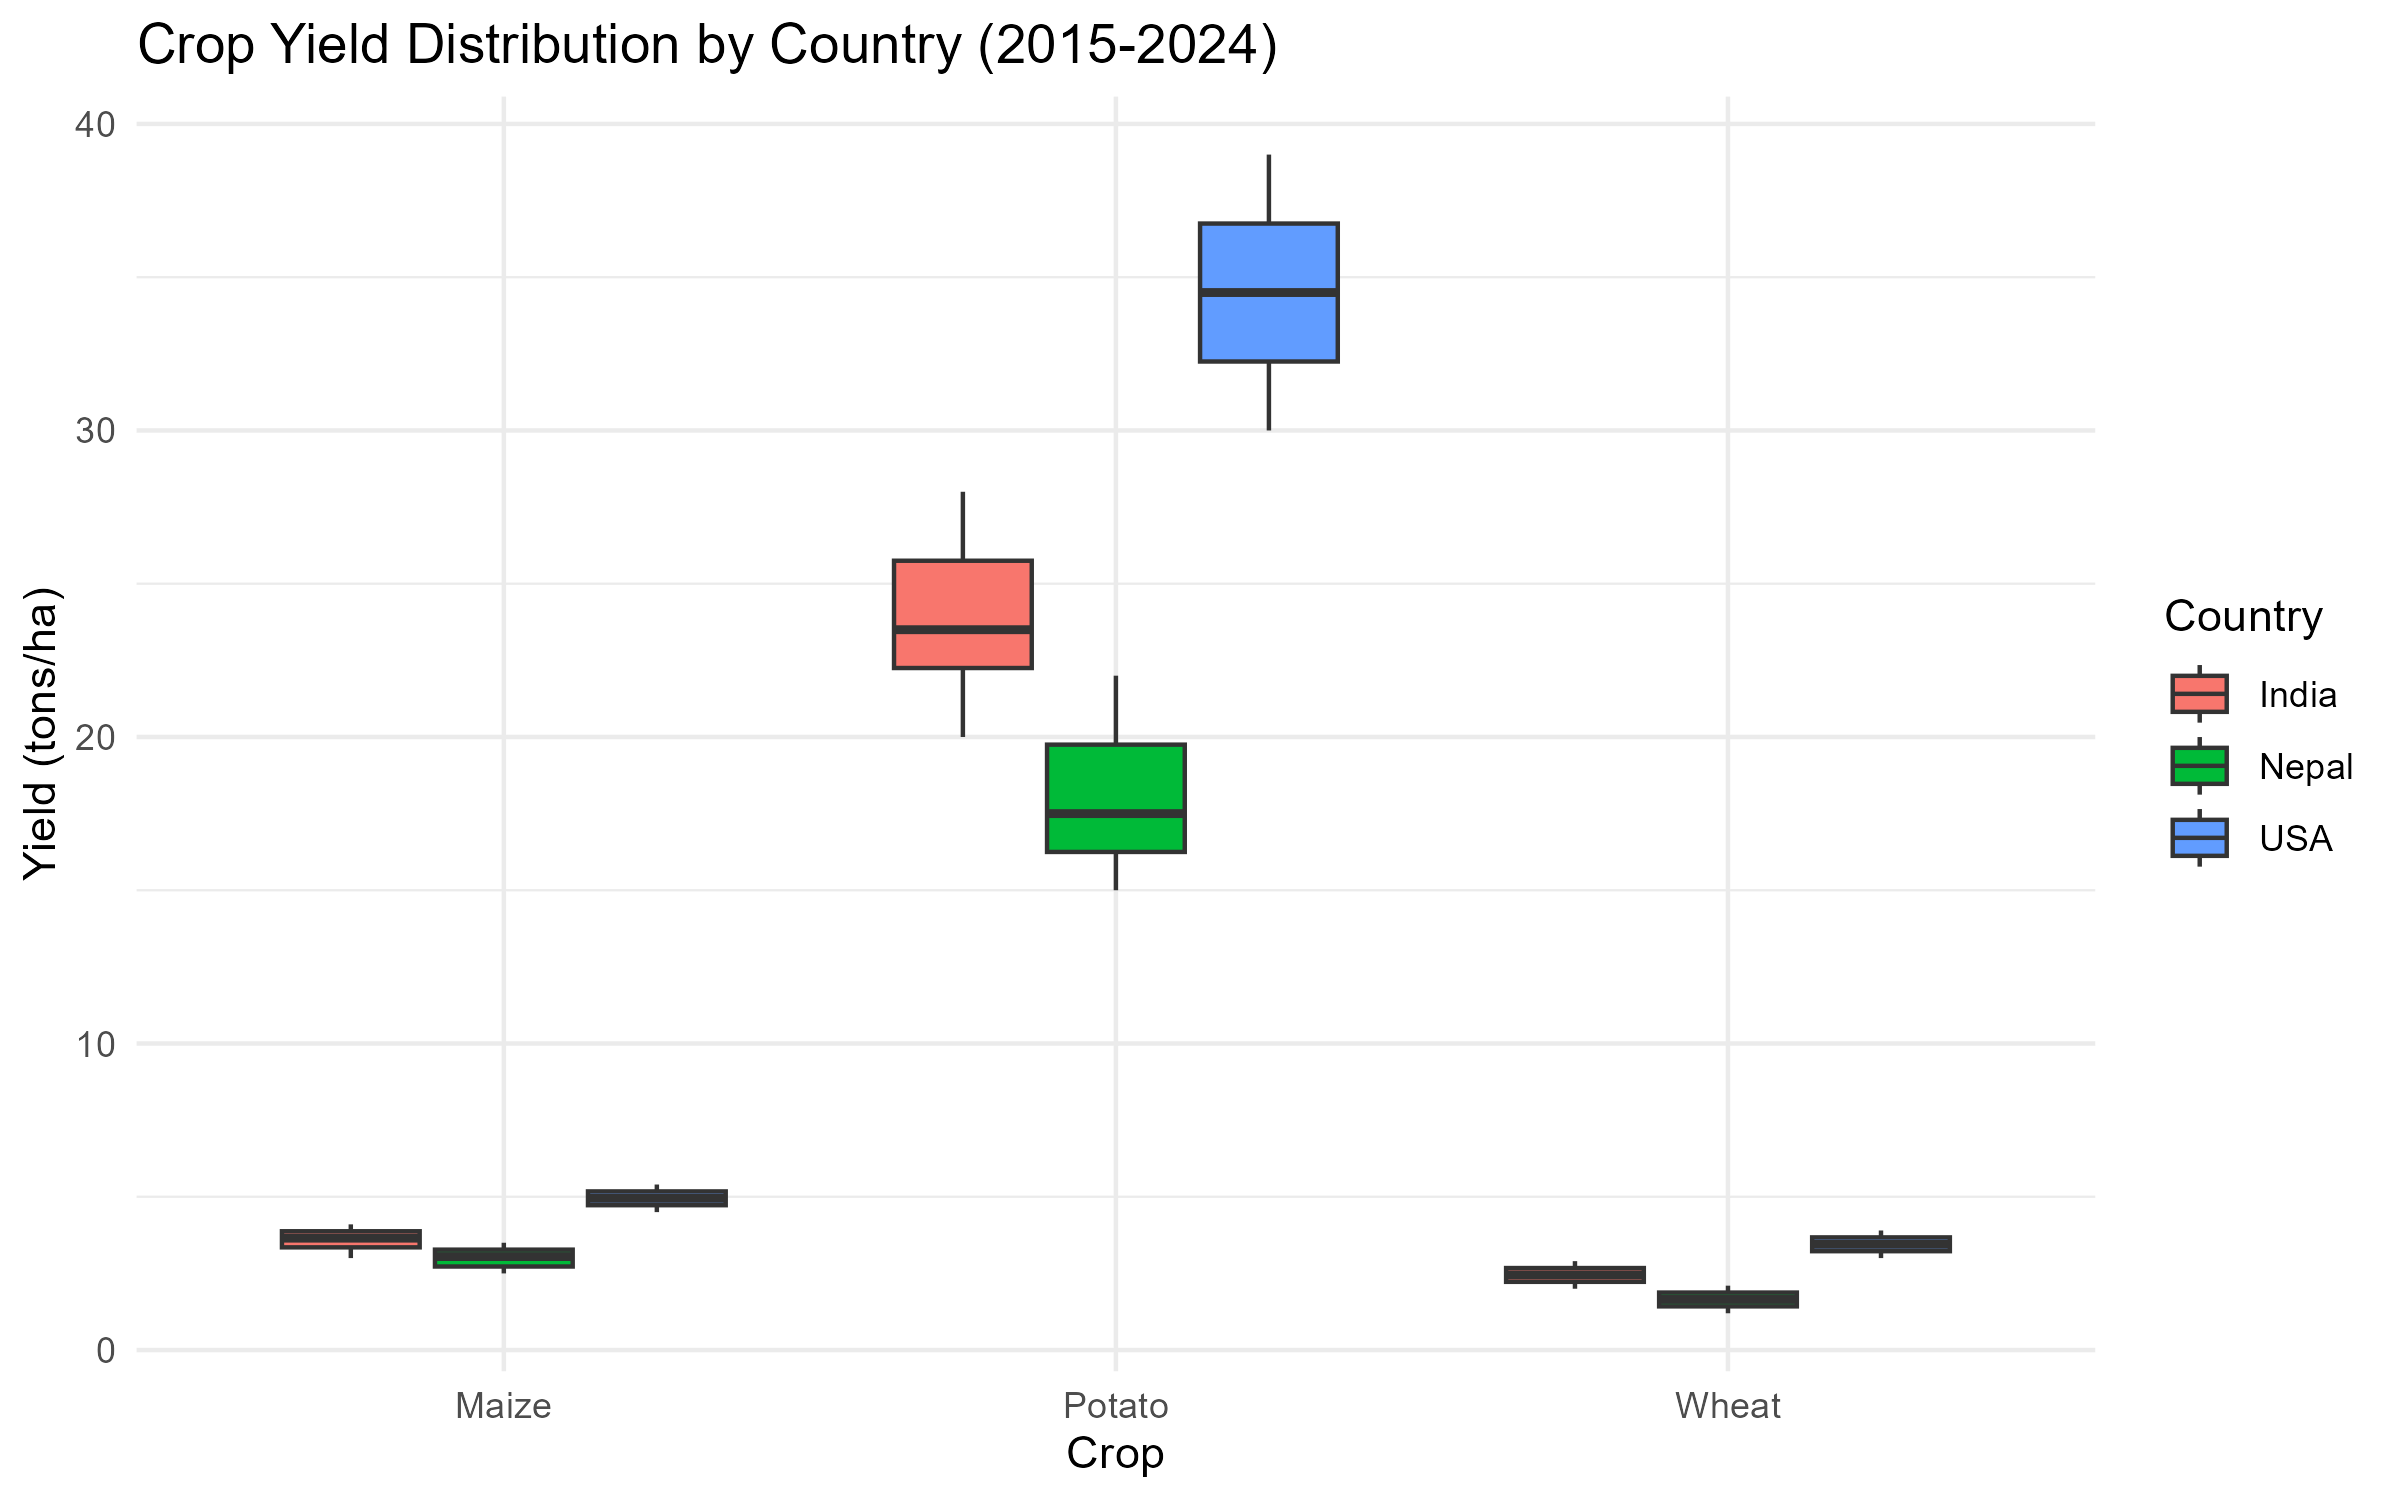 Crop Yield Distribution by Country (2015-2024)
Yield (tons/ha)
40
30
20
10
0
Maize
Potato
Wheat
Crop
Country
India
Nepal
USA